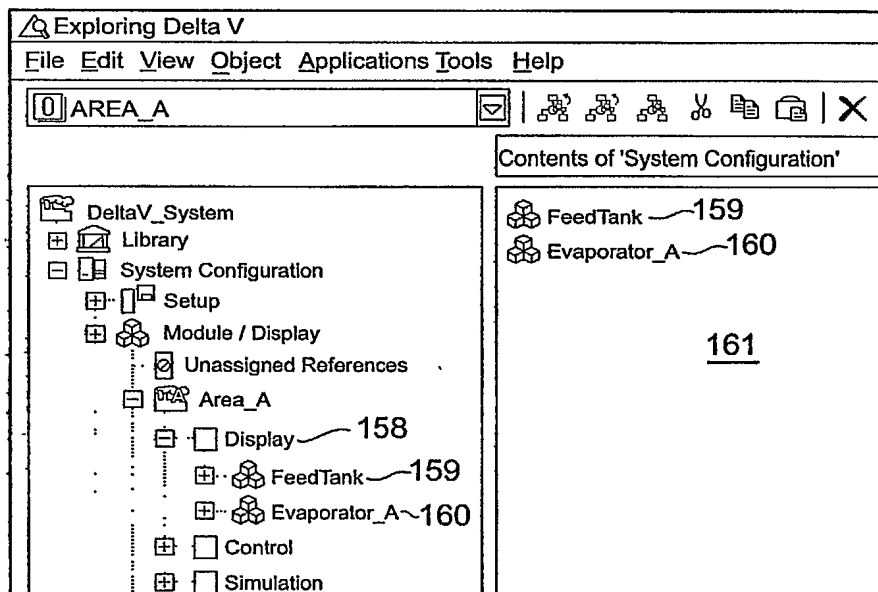 Exploring Delta V
File Edit View Object Applications Tools Help
0 AREA_A
Contents of 'System Configuration'
DeltaV_System
Library
System Configuration
Setup
Module / Display
Unassigned References
Area_A
Display 158
FeedTank 159
Evaporator_A 160
Control
Simulation
FeedTank 159
Evaporator_A 160
161